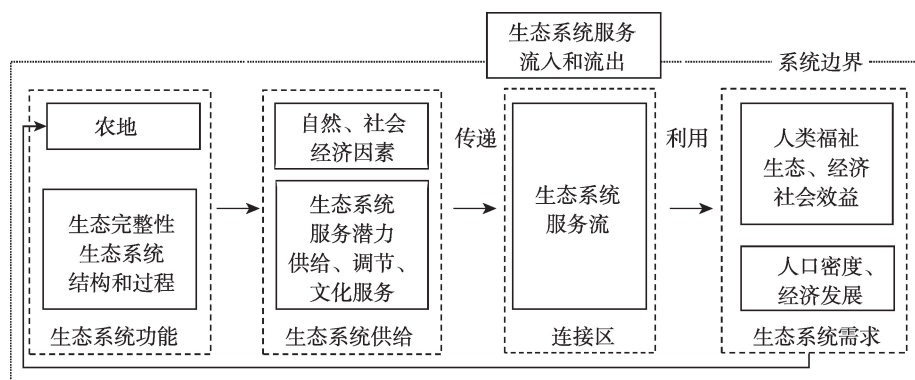 生态系统服务
流入和流出
系统边界
农地
生态完整性
生态系统
结构和过程
生态系统功能
自然、社会
经济因素
生态系统
服务潜力
供给、调节、
文化服务
生态系统供给
传递
生态系统
服务流
连接区
利用
人类福祉
生态、经济
社会效益
人口密度、
经济发展
生态系统需求